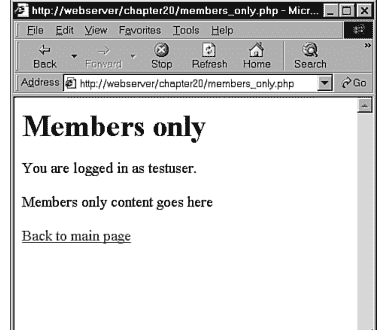 http://webserver/chapter20/members_only.php - Micr...
File Edit View Favorites Tools Help
Back Forward Stop Refresh Home Search »
Address http://webserver/chapter20/members_only.php Go
Members only
You are logged in as testuser.
Members only content goes here
Back to main page